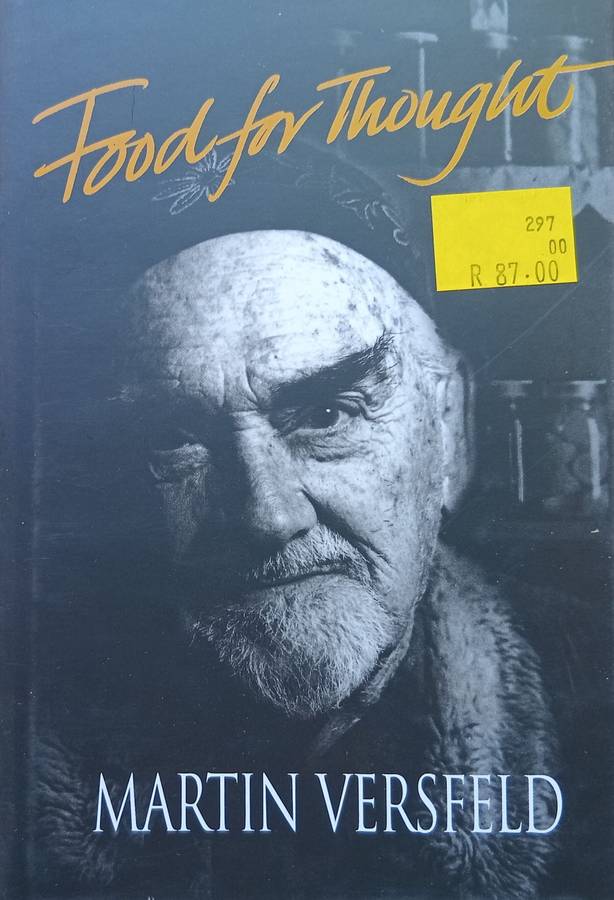 Food for Thought
297
00
R 87.00
MARTIN VERSFELD